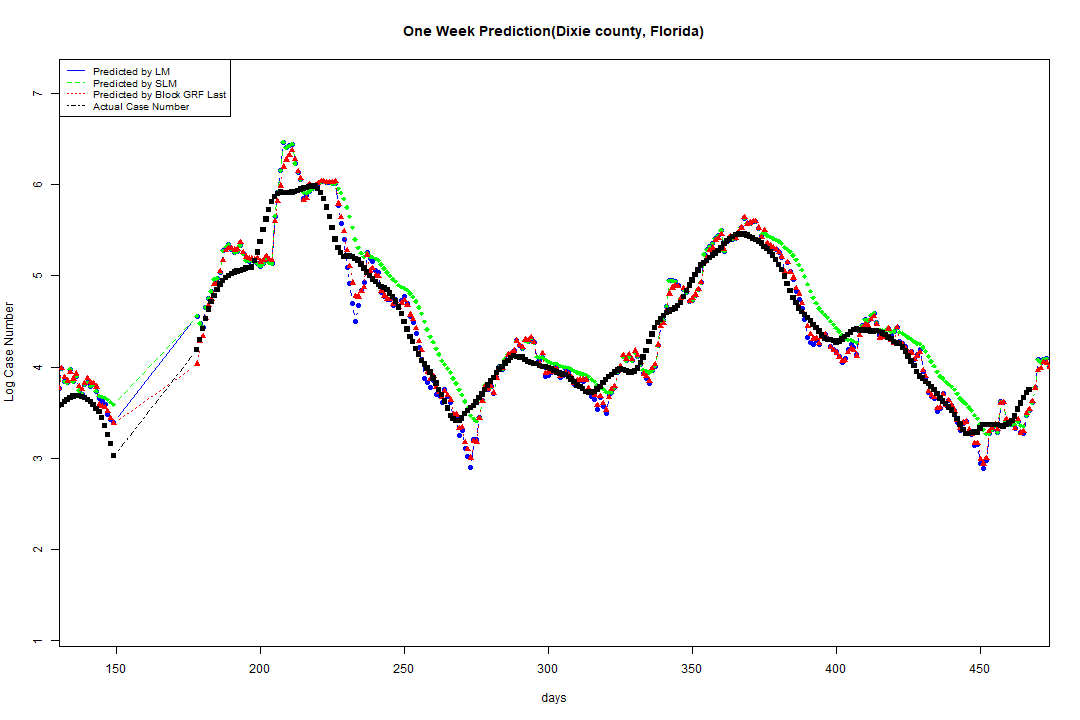 One Week Prediction(Dixie county, Florida)
Predicted by LM
Predicted by SLM
Predicted by Block GRF Last
Actual Case Number
7
6
5
4
3
2
1
Log Case Number
150 200 250 300 350 400 450
days